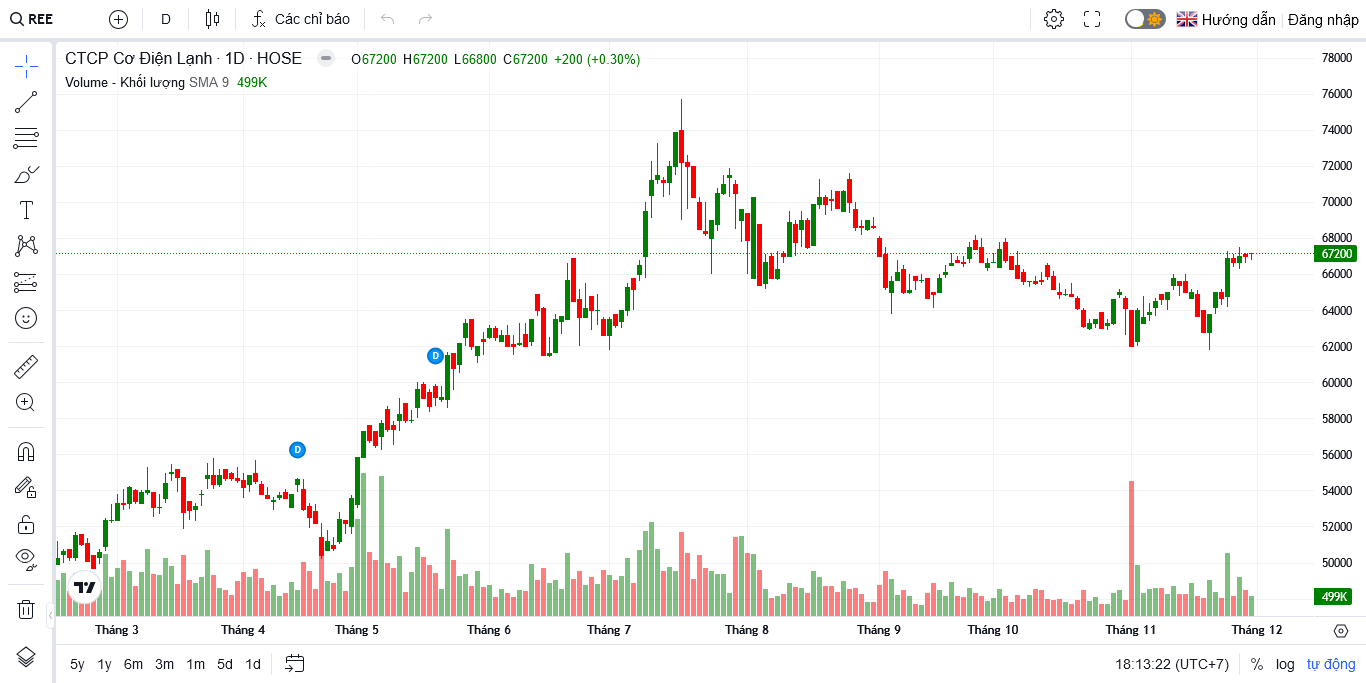 REE
D
Các chỉ báo
Hướng dẫn
Đăng nhập
CTCP Cơ Điện Lạnh · 1D · HOSE O67200 H67200 L66800 C67200 +200 (+0.30%)
Volume - Khối lượng SMA 9 499K
78000
76000
74000
72000
70000
68000
67200
66000
64000
62000
60000
58000
56000
54000
52000
50000
499K
D
D
Tháng 3 Tháng 4 Tháng 5 Tháng 6 Tháng 7 Tháng 8 Tháng 9 Tháng 10 Tháng 11 Tháng 12
5y 1y 6m 3m 1m 5d 1d 18:13:22 (UTC+7) % log tự động